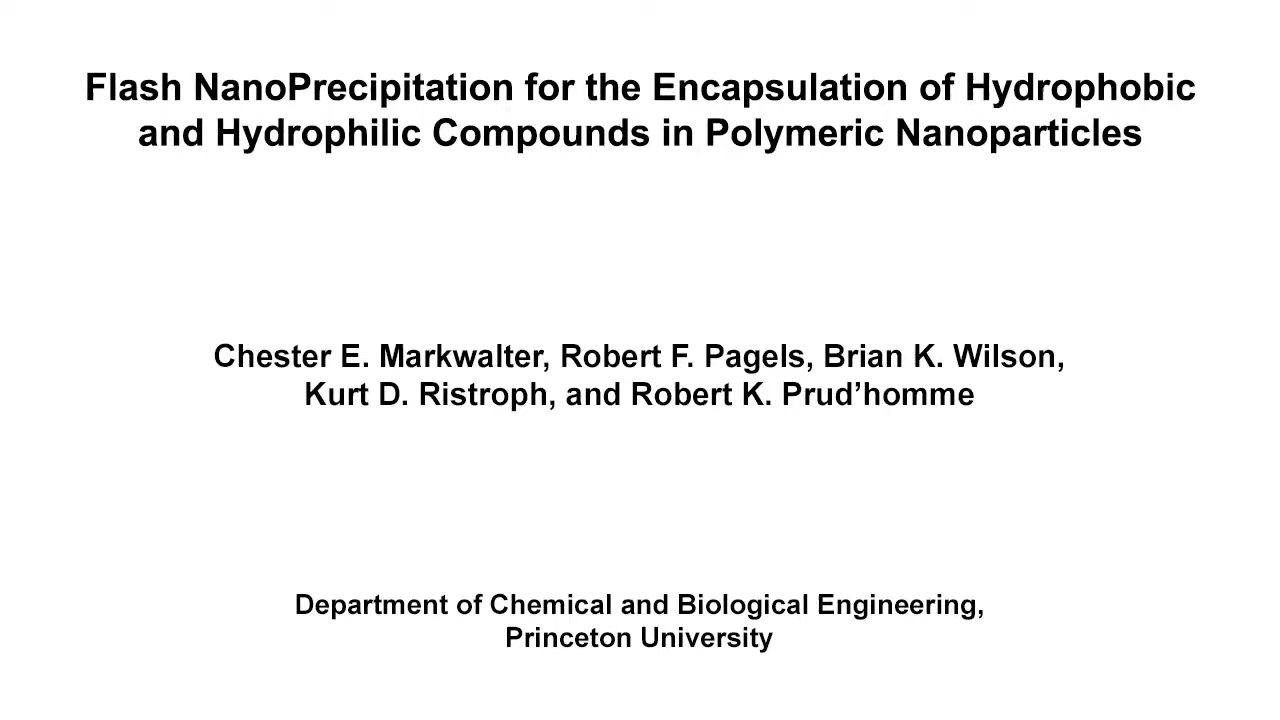 Flash NanoPrecipitation for the Encapsulation of Hydrophobic
and Hydrophilic Compounds in Polymeric Nanoparticles
Chester E. Markwalter, Robert F. Pagels, Brian K. Wilson,
Kurt D. Ristroph, and Robert K. Prud’homme
Department of Chemical and Biological Engineering,
Princeton University